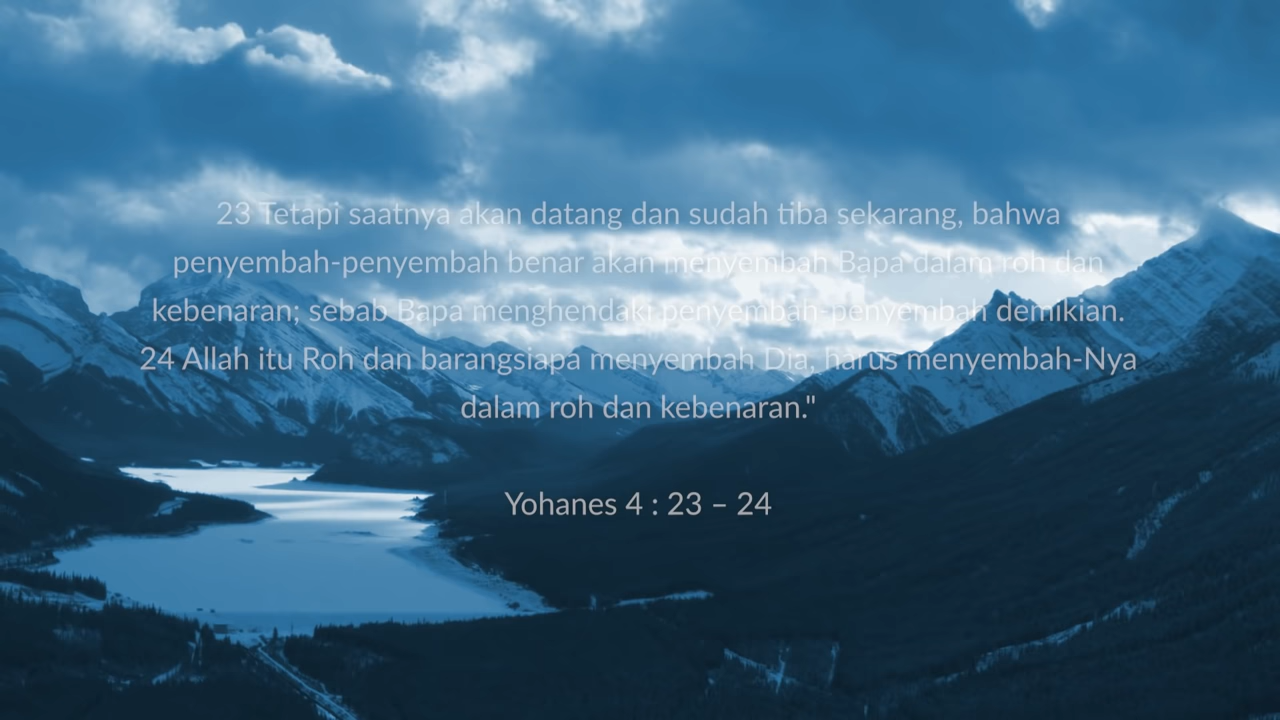 23 Tetapi saatnya akan datang dan sudah tiba sekarang, bahwa
penyembah-penyembah benar akan menyembah Bapa dalam roh dan
kebenaran; sebab Bapa menghendaki penyembah-penyembah demikian.
24 Allah itu Roh dan barangsiapa menyembah Dia, harus menyembah-Nya
dalam roh dan kebenaran."
Yohanes 4 : 23 – 24